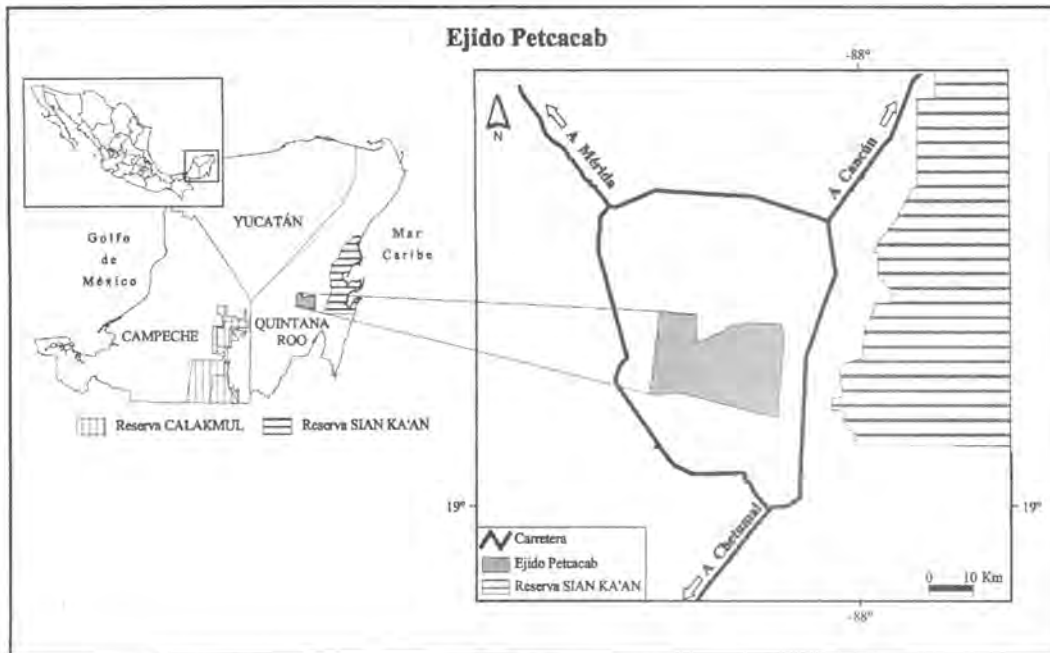 Ejido Petcacab
-88°
N
A Mérida
A Cancún
YUCATÁN
Golfo
de
México
Mar
Caribe
CAMPECHE
QUINTANA
ROO
Reserva CALAKMUL
Reserva SIAN KA'AN
19°
19°
A Chetumal
Carretera
Ejido Petcacab
Reserva SIAN KA'AN
0 10 Km
-88°